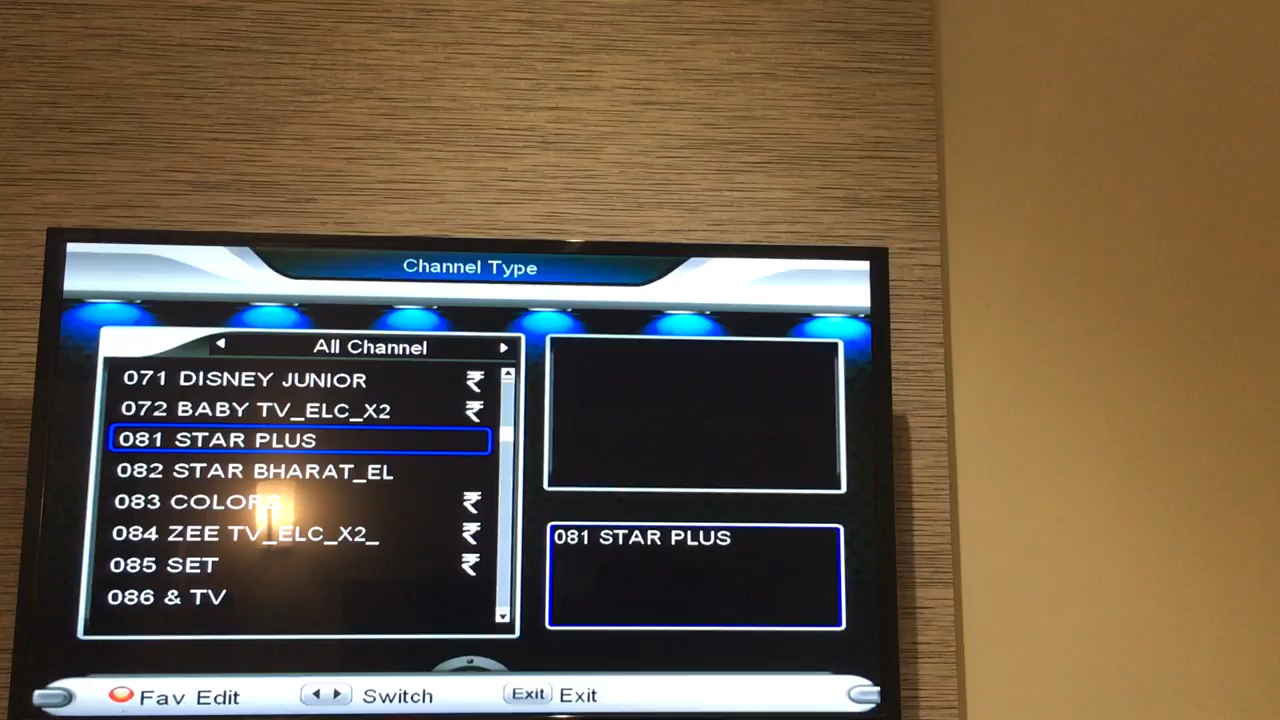 Channel Type
All Channel
071 DISNEY JUNIOR ₹
072 BABY TV_ELC_X2 ₹
081 STAR PLUS
082 STAR BHARAT_EL
083 COLORS ₹
084 ZEE TV_ELC_X2_ ₹
085 SET ₹
086 & TV
081 STAR PLUS
Fav Edit Switch Exit Exit